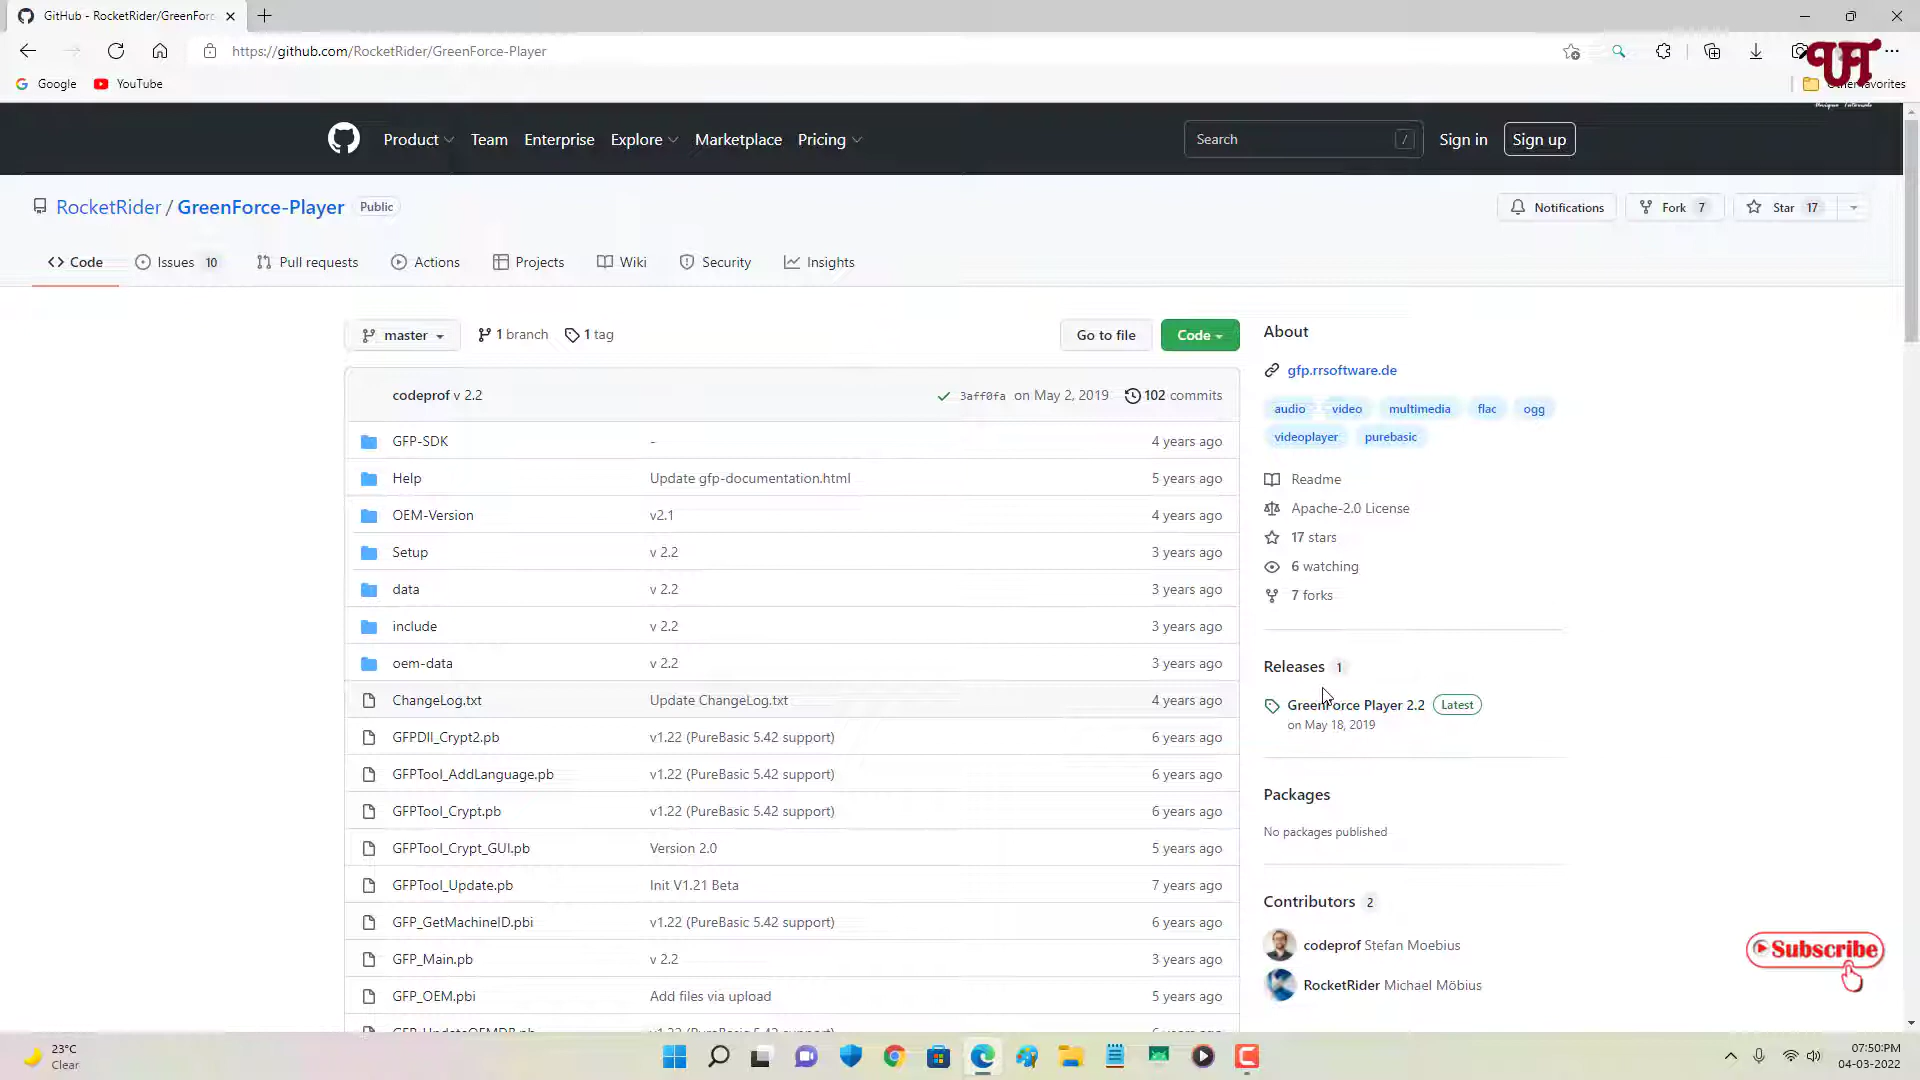 GitHub - RocketRider/GreenForc
https://github.com/RocketRider/GreenForce-Player
Google
YouTube
Other favorites
UT
Unique Tutorials
Product
Team
Enterprise
Explore
Marketplace
Pricing
Search
/
Sign in
Sign up
RocketRider / GreenForce-Player
Public
Notifications
Fork 7
Star 17
Code
Issues 10
Pull requests
Actions
Projects
Wiki
Security
Insights
master
1 branch
1 tag
Go to file
Code
codeprof v 2.2
3aff0fa on May 2, 2019
102 commits
GFP-SDK - 4 years ago
Help Update gfp-documentation.html 5 years ago
OEM-Version v2.1 4 years ago
Setup v 2.2 3 years ago
data v 2.2 3 years ago
include v 2.2 3 years ago
oem-data v 2.2 3 years ago
ChangeLog.txt Update ChangeLog.txt 4 years ago
GFPDll_Crypt2.pb v1.22 (PureBasic 5.42 support) 6 years ago
GFPTool_AddLanguage.pb v1.22 (PureBasic 5.42 support) 6 years ago
GFPTool_Crypt.pb v1.22 (PureBasic 5.42 support) 6 years ago
GFPTool_Crypt_GUI.pb Version 2.0 5 years ago
GFPTool_Update.pb Init V1.21 Beta 7 years ago
GFP_GetMachineID.pbi v1.22 (PureBasic 5.42 support) 6 years ago
GFP_Main.pb v 2.2 3 years ago
GFP_OEM.pbi Add files via upload 5 years ago
About
gfp.rrsoftware.de
audio video multimedia flac ogg
videoplayer purebasic
Readme
Apache-2.0 License
17 stars
6 watching
7 forks
Releases 1
GreenForce Player 2.2 Latest
on May 18, 2019
Packages
No packages published
Contributors 2
codeprof Stefan Moebius
RocketRider Michael Möbius
Subscribe
23°C
Clear
07:50:PM
04-03-2022